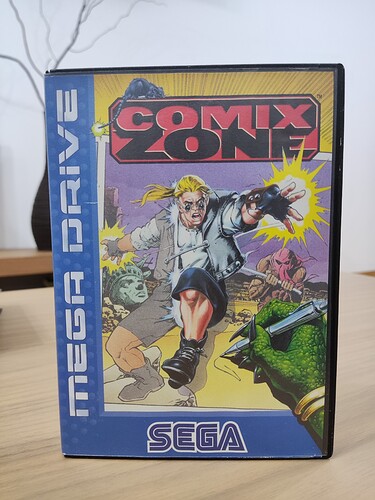 COMIX
ZONE
MEGA DRIVE
SEGA